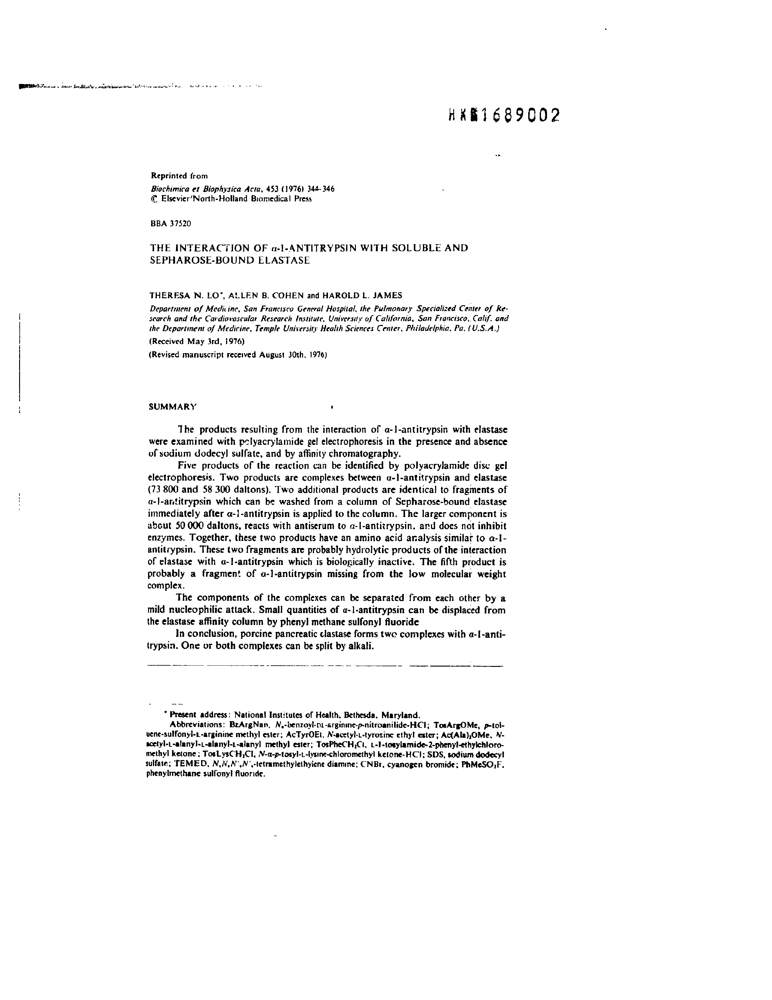 HK 1689002
Reprinted from
Biochimica et Biophysica Acta, 453 (1976) 344-346
© Elsevier/North-Holland Biomedical Press
BBA 37520
THE INTERACTION OF α-1-ANTITRYPSIN WITH SOLUBLE AND
SEPHAROSE-BOUND ELASTASE
THERESA N. LO*, ALLEN B. COHEN and HAROLD L. JAMES
Department of Medicine, San Francisco General Hospital, the Pulmonary Specialized Center of Re-
search and the Cardiovascular Research Institute, University of California, San Francisco, Calif. and
the Department of Medicine, Temple University Health Sciences Center, Philadelphia, Pa. (U.S.A.)
(Received May 3rd, 1976)
(Revised manuscript received August 30th, 1976)
SUMMARY
The products resulting from the interaction of α-1-antitrypsin with elastase
were examined with polyacrylamide gel electrophoresis in the presence and absence
of sodium dodecyl sulfate, and by affinity chromatography.
Five products of the reaction can be identified by polyacrylamide disc gel
electrophoresis. Two products are complexes between α-1-antitrypsin and elastase
(73 800 and 58 300 daltons). Two additional products are identical to fragments of
α-1-antitrypsin which can be washed from a column of Sepharose-bound elastase
immediately after α-1-antitrypsin is applied to the column. The larger component is
about 50 000 daltons, reacts with antiserum to α-1-antitrypsin, and does not inhibit
enzymes. Together, these two products have an amino acid analysis similar to α-1-
antitrypsin. These two fragments are probably hydrolytic products of the interaction
of elastase with α-1-antitrypsin which is biologically inactive. The fifth product is
probably a fragment of α-1-antitrypsin missing from the low molecular weight
complex.
The components of the complexes can be separated from each other by a
mild nucleophilic attack. Small quantities of α-1-antitrypsin can be displaced from
the elastase affinity column by phenyl methane sulfonyl fluoride
In conclusion, porcine pancreatic elastase forms two complexes with α-1-anti-
trypsin. One or both complexes can be split by alkali.
* Present address: National Institutes of Health, Bethesda, Maryland.
Abbreviations: BzArgNan, Nα-benzoyl-DL-arginine-p-nitroanilide-HCl; TosArgOMe, p-tol-
uene-sulfonyl-L-arginine methyl ester; AcTyrOEt, N-acetyl-L-tyrosine ethyl ester; Ac(Ala)3OMe, N-
acetyl-L-alanyl-L-alanyl-L-alanyl methyl ester; TosPheCH2Cl, L-1-tosylamide-2-phenyl-ethylchloro-
methyl ketone; TosLysCH2Cl, N-α-p-tosyl-L-lysine-chloromethyl ketone-HCl; SDS, sodium dodecyl
sulfate; TEMED, N,N,N',N',-tetramethylethylene diamine; CNBr, cyanogen bromide; PhMeSO2F,
phenylmethane sulfonyl fluoride.